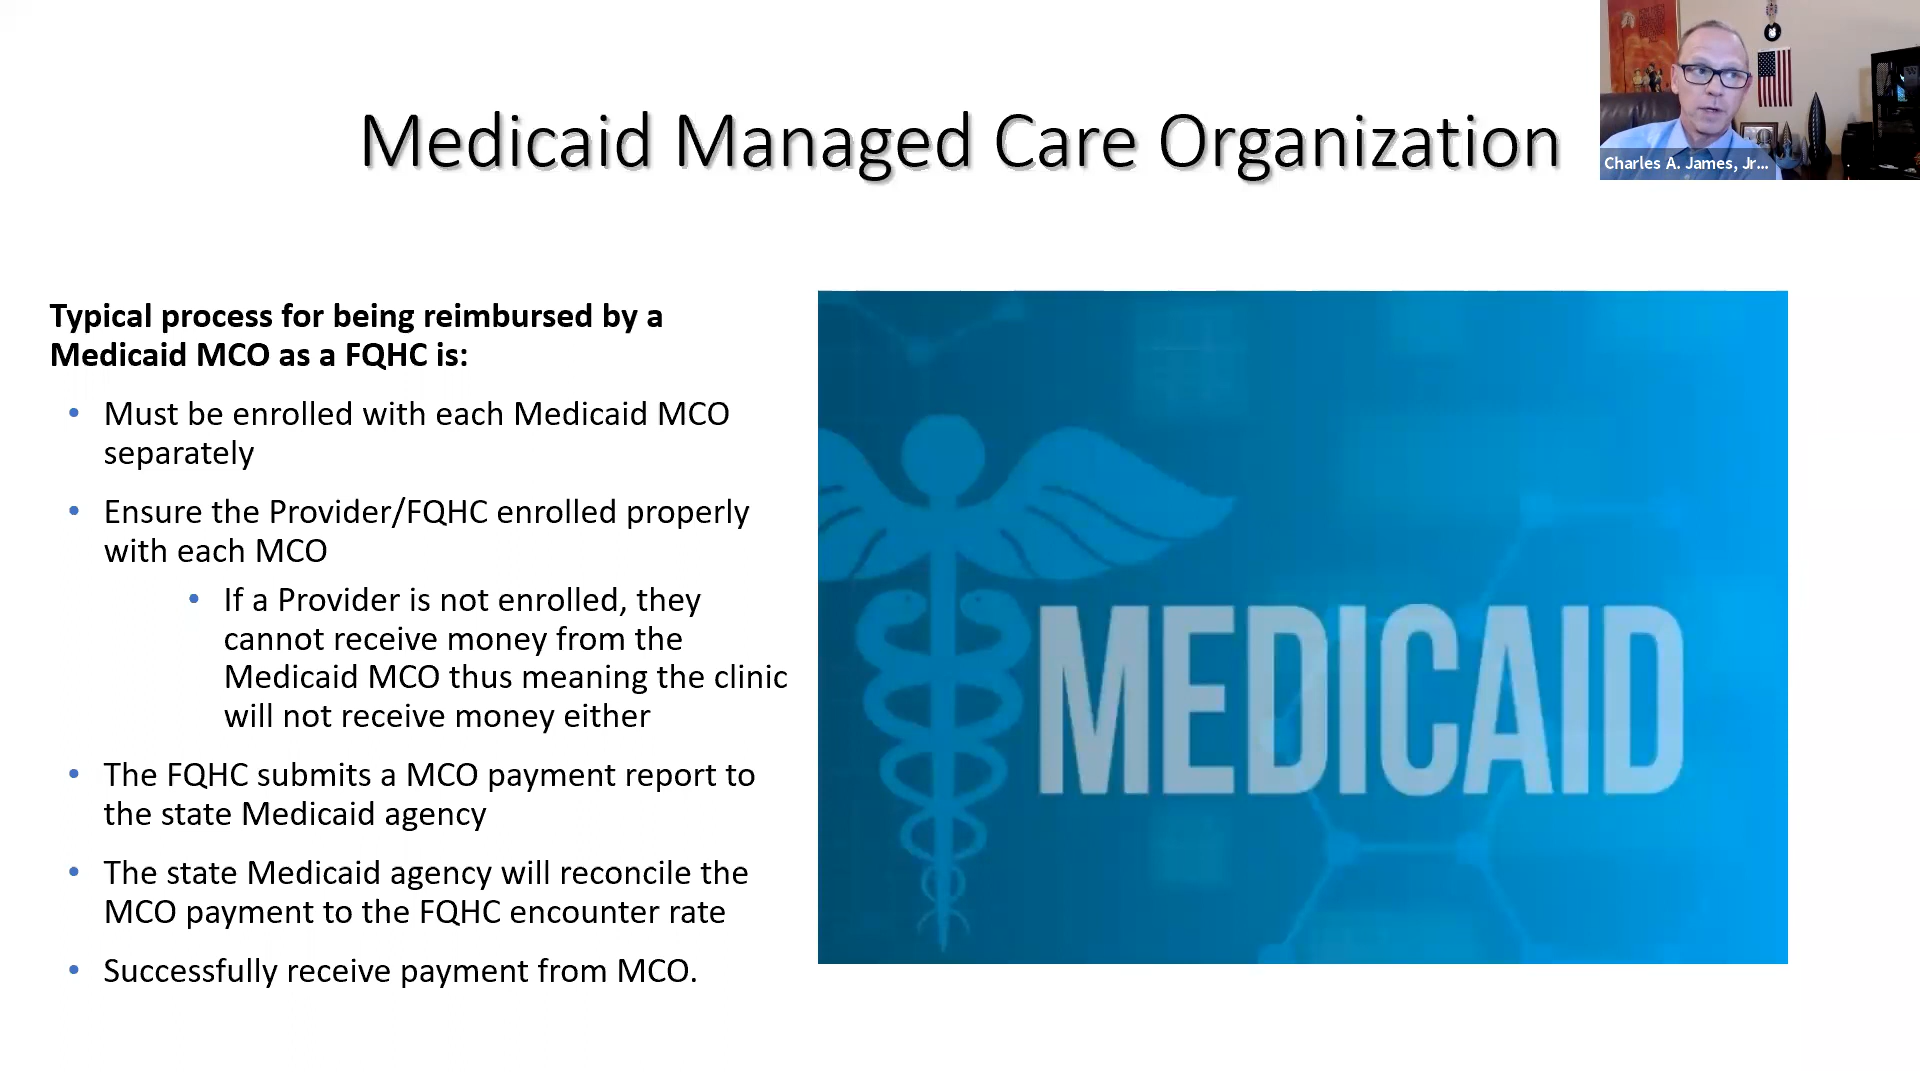 Medicaid Managed Care Organization
Charles A. James, Jr...
Typical process for being reimbursed by a
Medicaid MCO as a FQHC is:
• Must be enrolled with each Medicaid MCO
separately
• Ensure the Provider/FQHC enrolled properly
with each MCO
• If a Provider is not enrolled, they
cannot receive money from the
Medicaid MCO thus meaning the clinic
will not receive money either
• The FQHC submits a MCO payment report to
the state Medicaid agency
• The state Medicaid agency will reconcile the
MCO payment to the FQHC encounter rate
• Successfully receive payment from MCO.
MEDICAID